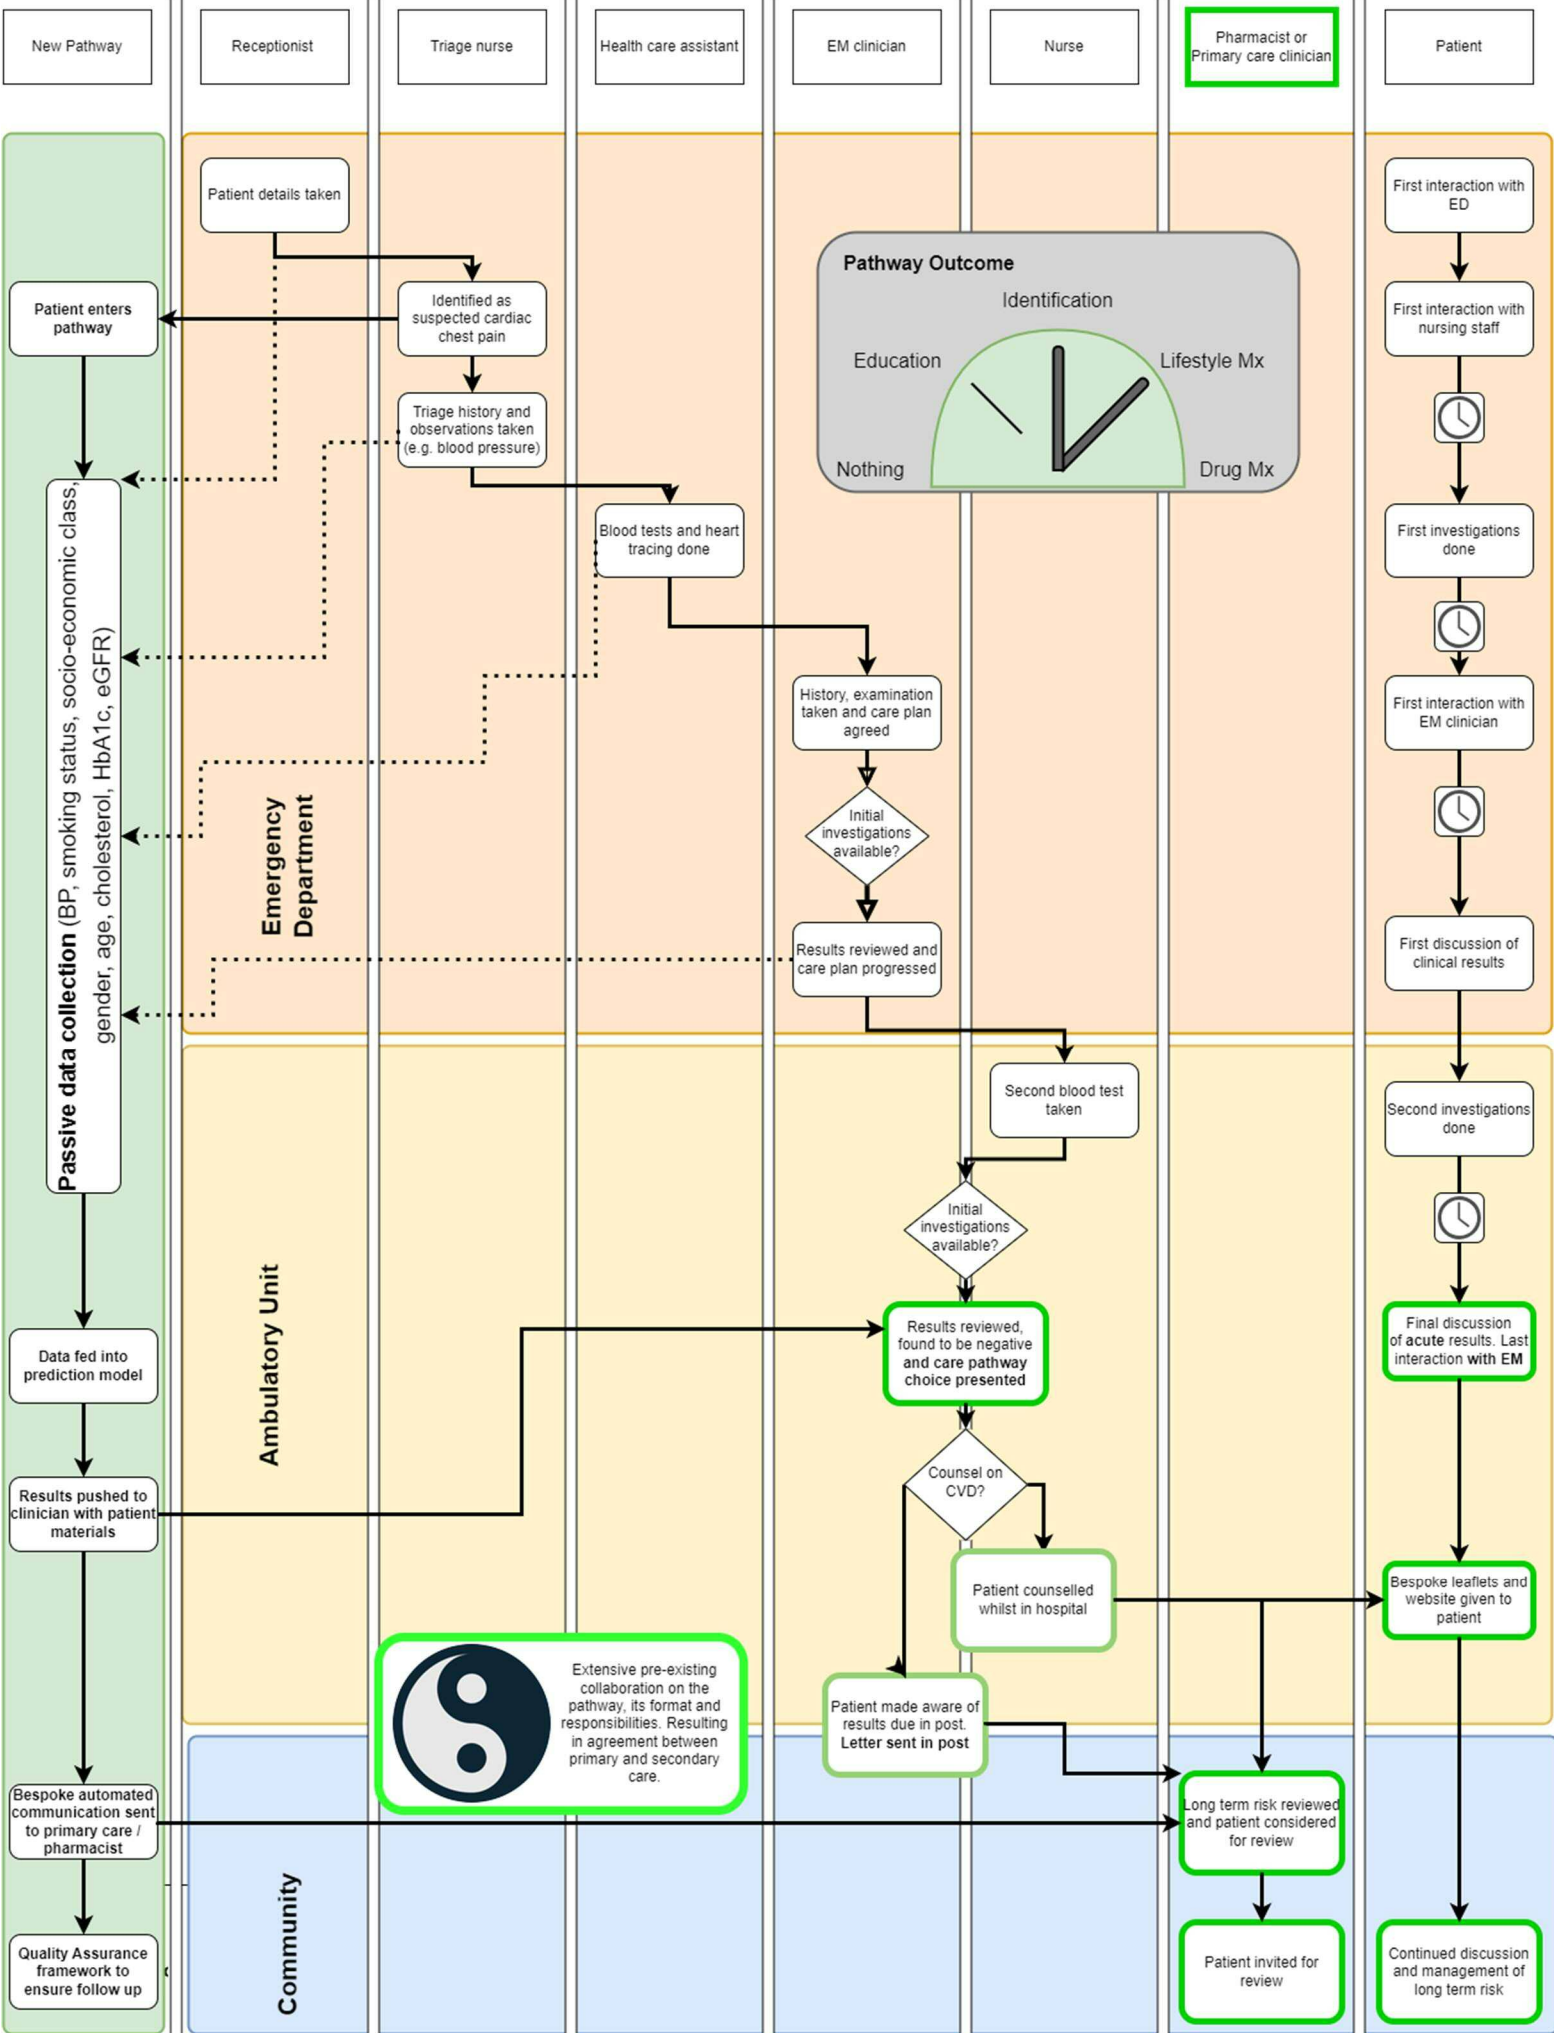 New Pathway
Receptionist
Triage nurse
Health care assistant
EM clinician
Nurse
Pharmacist or
Primary care clinician
Patient
Patient details taken
First interaction with
ED
Pathway Outcome
Identification
Education
Lifestyle Mx
Nothing
Drug Mx
Patient enters
pathway
Identified as
suspected cardiac
chest pain
First interaction with
nursing staff
Triage history and
observations taken
(e.g. blood pressure)
Passive data collection (BP, smoking status, socio-economic class,
gender, age, cholesterol, HbA1c, eGFR)
Blood tests and heart
tracing done
First investigations
done
History, examination
taken and care plan
agreed
First interaction with
EM clinician
Emergency
Department
Initial
investigations
available?
Results reviewed and
care plan progressed
First discussion of
clinical results
Second blood test
taken
Second investigations
done
Ambulatory Unit
Initial
investigations
available?
Data fed into
prediction model
Results reviewed,
found to be negative
and care pathway
choice presented
Final discussion
of acute results. Last
interaction with EM
Results pushed to
clinician with patient
materials
Counsel on
CVD?
Patient counselled
whilst in hospital
Bespoke leaflets and
website given to
patient
Extensive pre-existing
collaboration on the
pathway, its format and
responsibilities. Resulting
in agreement between
primary and secondary
care.
Patient made aware of
results due in post.
Letter sent in post
Bespoke automated
communication sent
to primary care /
pharmacist
Long term risk reviewed
and patient considered
for review
Community
Quality Assurance
framework to
ensure follow up
Patient invited for
review
Continued discussion
and management of
long term risk